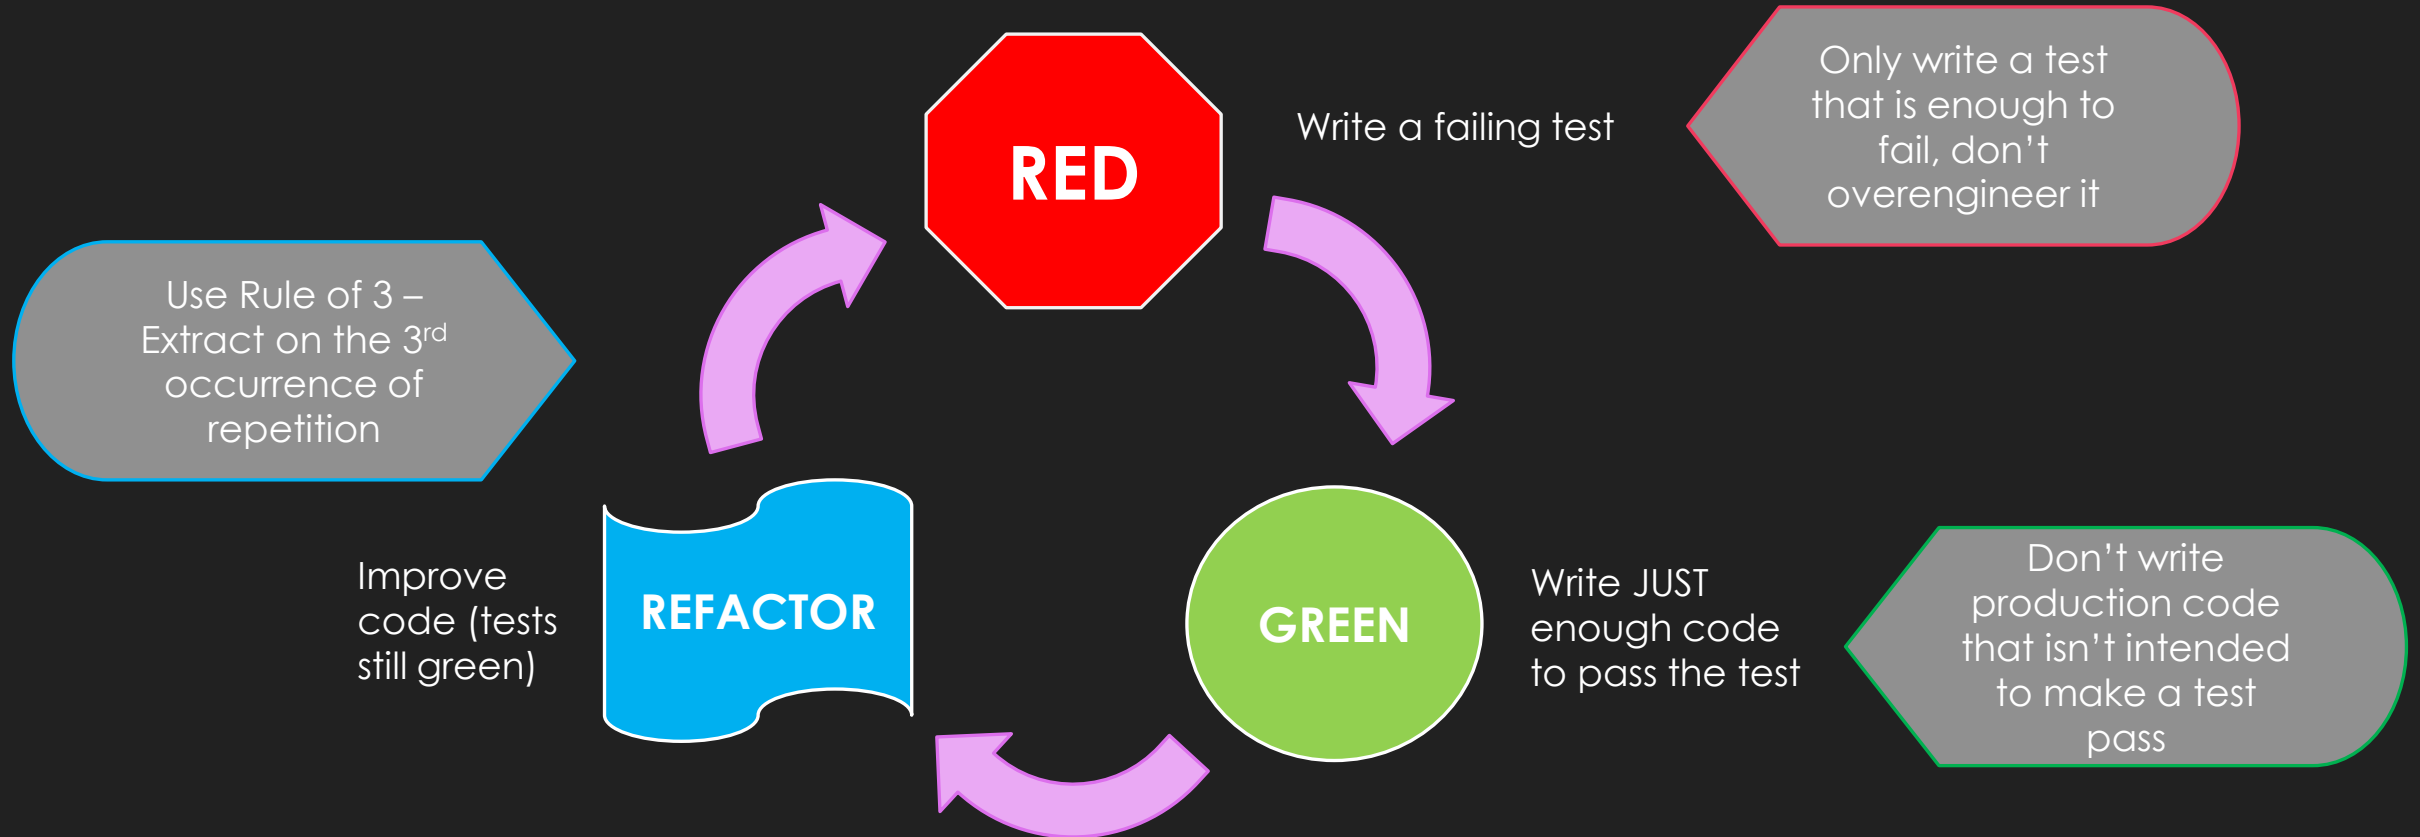 RED
Write a failing test
Only write a test
that is enough to
fail, don’t
overengineer it
Use Rule of 3 –
Extract on the 3rd
occurrence of
repetition
Improve
code (tests
still green)
REFACTOR
GREEN
Write JUST
enough code
to pass the test
Don’t write
production code
that isn’t intended
to make a test
pass